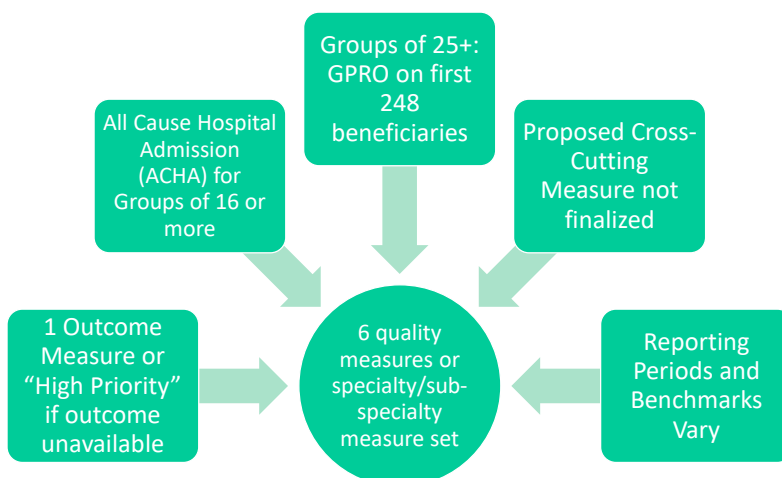 Groups of 25+:
GPRO on first
248
beneficiaries
All Cause Hospital
Admission
(ACHA) for
Groups of 16 or
more
Proposed Cross-
Cutting
Measure not
finalized
1 Outcome
Measure or
“High Priority”
if outcome
unavailable
6 quality
measures or
specialty/sub-
specialty
measure set
Reporting
Periods and
Benchmarks
Vary